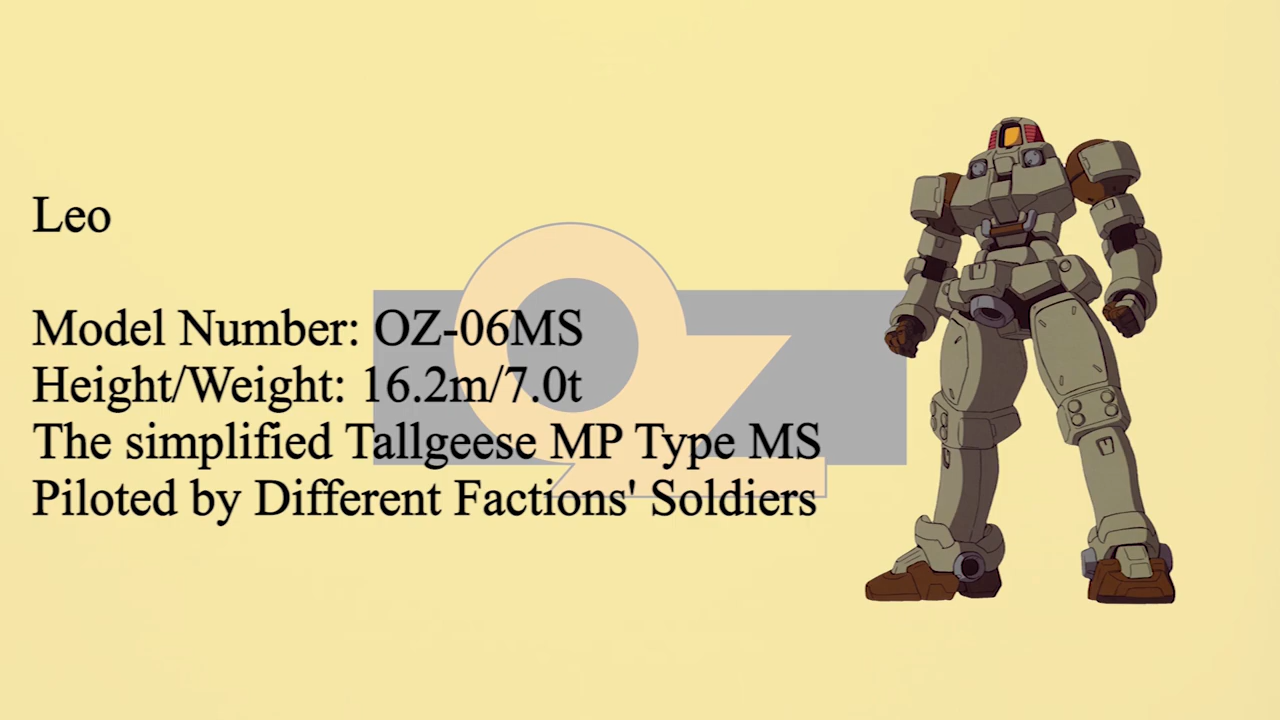 Leo
OZ
Model Number: OZ-06MS
Height/Weight: 16.2m/7.0t
The simplified Tallgeese MP Type MS
Piloted by Different Factions' Soldiers